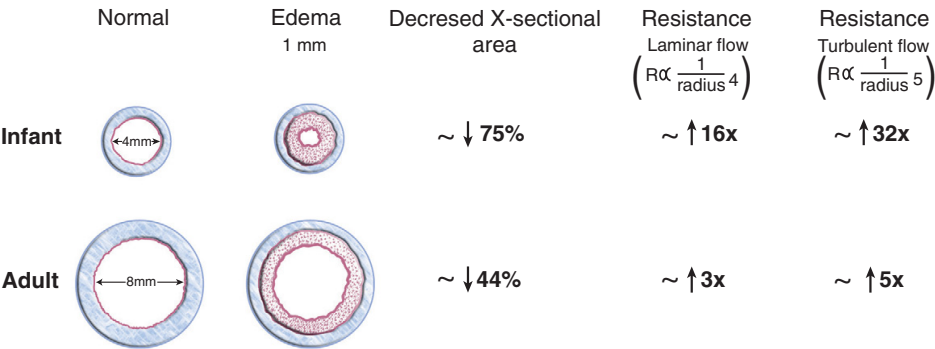 Normal
Edema
1 mm
Decresed X-sectional
area
Resistance
Laminar flow
(R∝ 1/radius 4)
Resistance
Turbulent flow
(R∝ 1/radius 5)
Infant
4mm
~ ↓ 75%
~ ↑ 16x
~ ↑ 32x
Adult
8mm
~ ↓ 44%
~ ↑ 3x
~ ↑ 5x